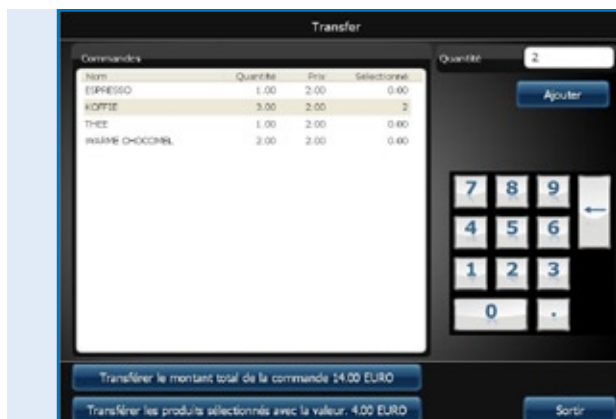 Transfer
Commandes
Quantité 2
Nom Quantité Prix Sélectionné
ESPRESSO 1.00 2.00 0.00
KOFFIE 3.00 2.00 2
THEE 1.00 2.00 0.00
WARME CHOCOMEL 2.00 2.00 0.00
Ajouter
7 8 9 ←
4 5 6
1 2 3
0 .
Transférer le montant total de la commande 14.00 EURO
Transférer les produits sélectionnés avec la valeur. 4.00 EURO
Sortir